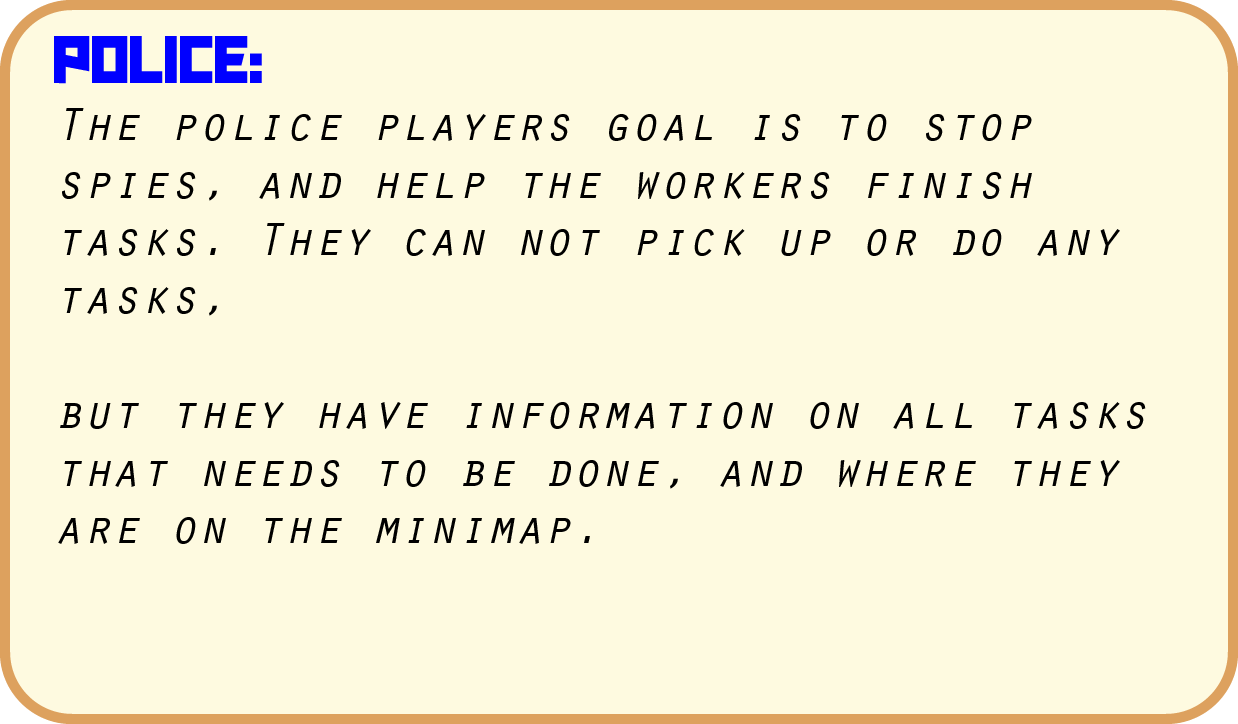 POLICE:
The police players goal is to stop
spies, and help the workers finish
tasks. They can not pick up or do any
tasks,
but they have information on all tasks
that needs to be done, and where they
are on the minimap.